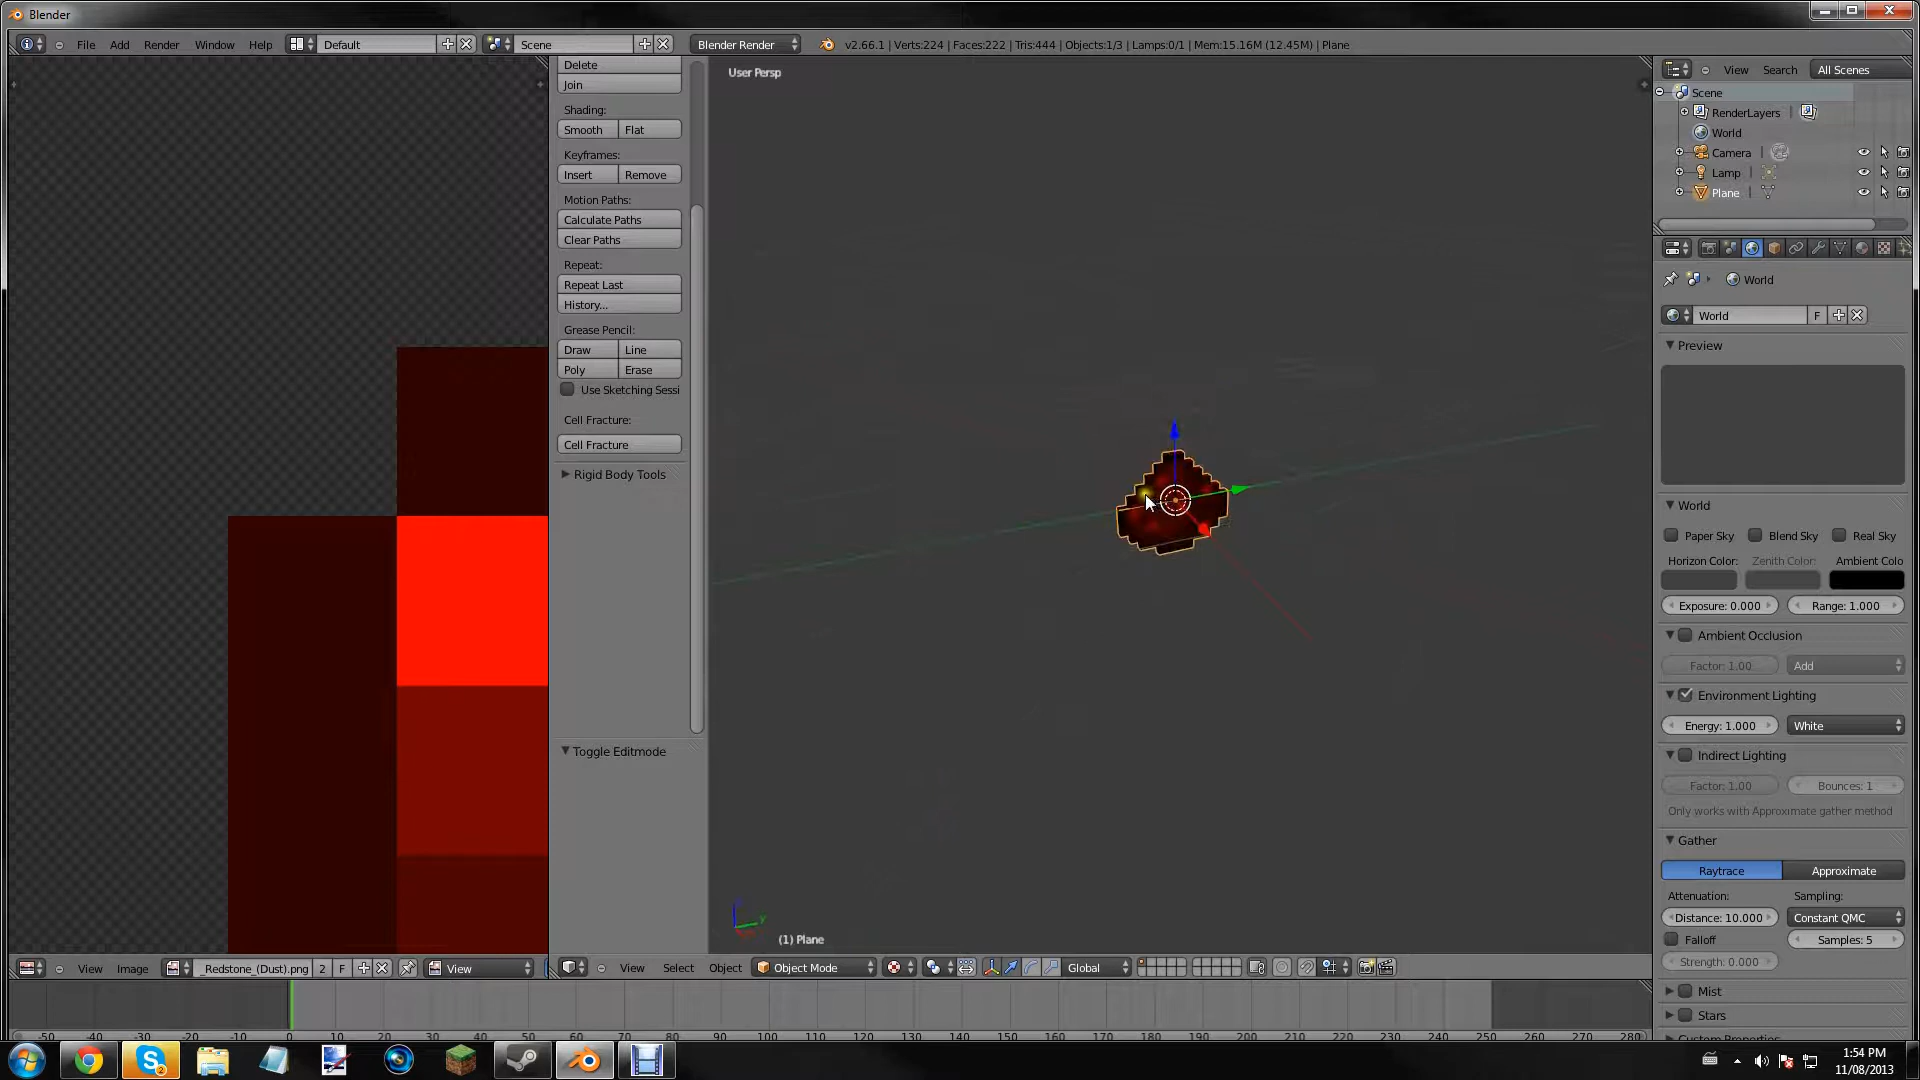 Blender
File Add Render Window Help Default Scene Blender Render v2.66.1 | Verts:224 | Faces:222 | Tris:444 | Objects:1/3 | Lamps:0/1 | Mem:15.16M (12.45M) | Plane
Delete
Join
Shading:
Smooth Flat
Keyframes:
Insert Remove
Motion Paths:
Calculate Paths
Clear Paths
Repeat:
Repeat Last
History...
Grease Pencil:
Draw Line
Poly Erase
Use Sketching Sessi
Cell Fracture:
Cell Fracture
Rigid Body Tools
Toggle Editmode
User Persp
(1) Plane
View Search All Scenes
Scene
RenderLayers
World
Camera
Lamp
Plane
World
World F
Preview
World
Paper Sky Blend Sky Real Sky
Horizon Color: Zenith Color: Ambient Colo
Exposure: 0.000 Range: 1.000
Ambient Occlusion
Factor: 1.00 Add
Environment Lighting
Energy: 1.000 White
Indirect Lighting
Factor: 1.00 Bounces: 1
Only works with Approximate gather method
Gather
Raytrace Approximate
Attenuation: Sampling:
Distance: 10.000 Constant QMC
Falloff Samples: 5
Strength: 0.000
Mist
Stars
Custom Properties
View Image _Redstone_(Dust).png 2 F View
View Select Object Object Mode Global
-50 -40 -30 -20 -10 0 10 20 30 40 50 60 70 80 90 100 110 120 130 140 150 160 170 180 190 200 210 220 230 240 250 260 270 280
2
1:54 PM
11/08/2013